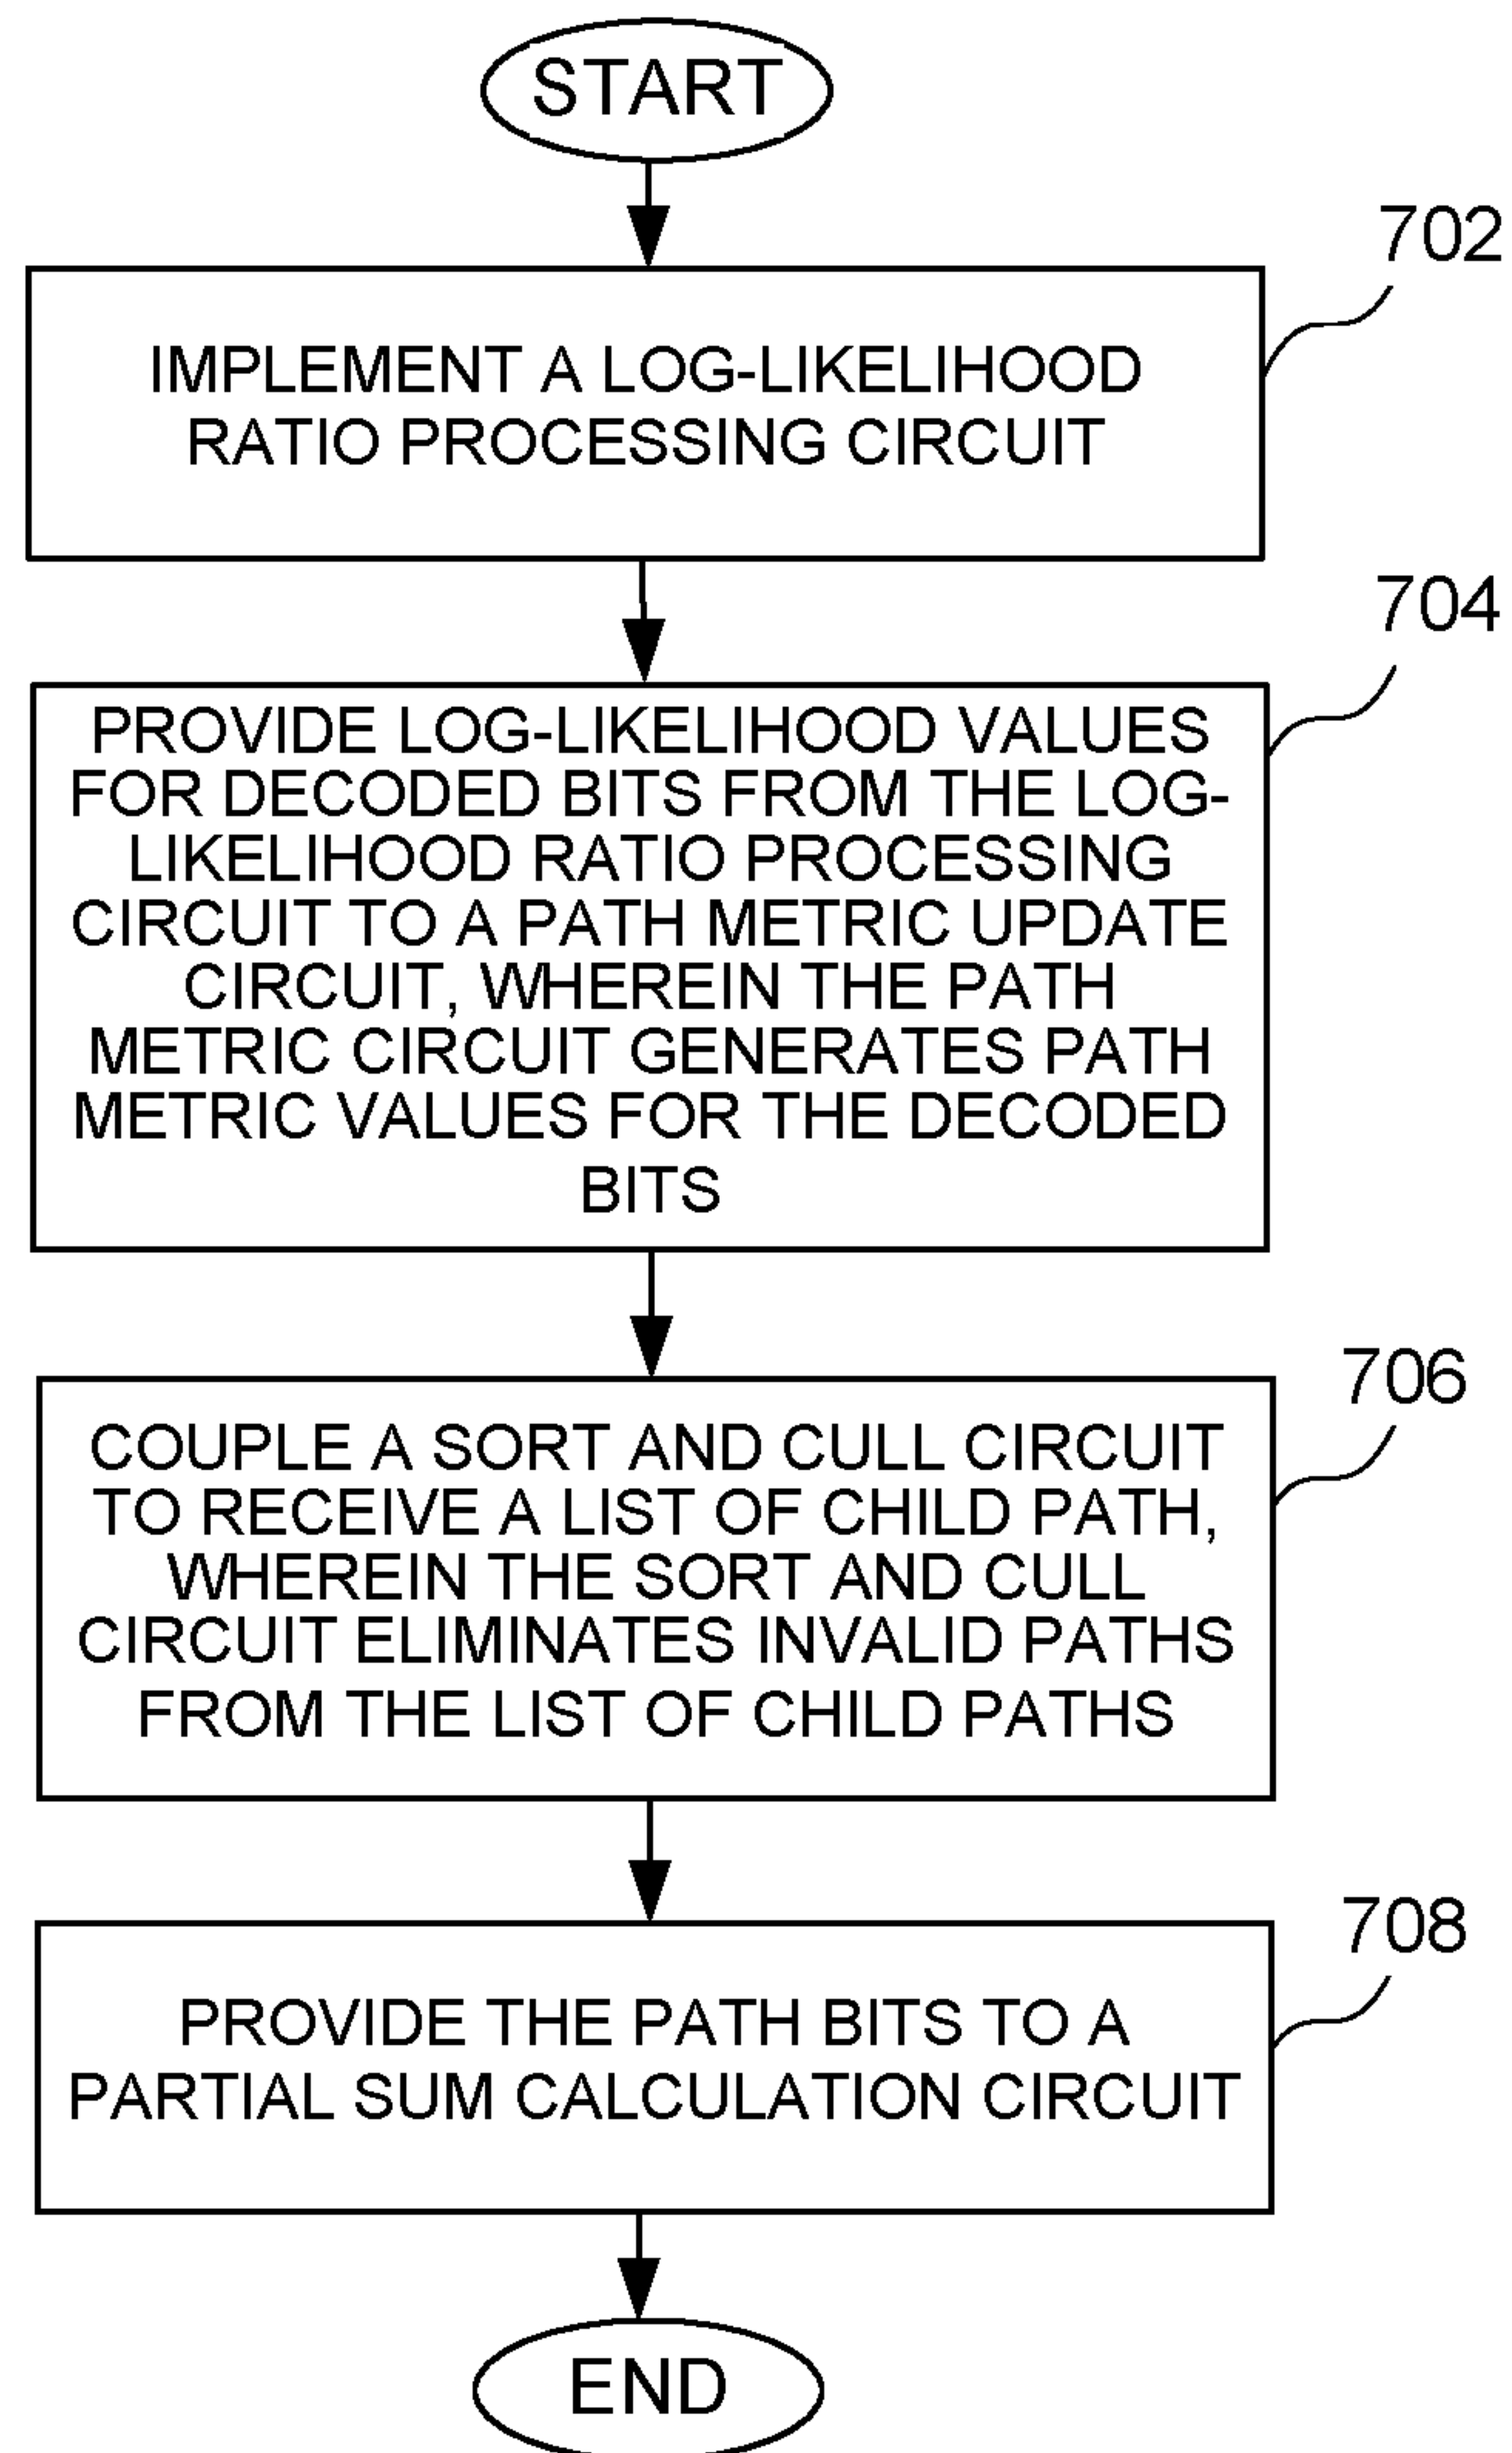 START
702
IMPLEMENT A LOG-LIKELIHOOD
RATIO PROCESSING CIRCUIT
704
PROVIDE LOG-LIKELIHOOD VALUES
FOR DECODED BITS FROM THE LOG-
LIKELIHOOD RATIO PROCESSING
CIRCUIT TO A PATH METRIC UPDATE
CIRCUIT, WHEREIN THE PATH
METRIC CIRCUIT GENERATES PATH
METRIC VALUES FOR THE DECODED
BITS
706
COUPLE A SORT AND CULL CIRCUIT
TO RECEIVE A LIST OF CHILD PATH,
WHEREIN THE SORT AND CULL
CIRCUIT ELIMINATES INVALID PATHS
FROM THE LIST OF CHILD PATHS
708
PROVIDE THE PATH BITS TO A
PARTIAL SUM CALCULATION CIRCUIT
END